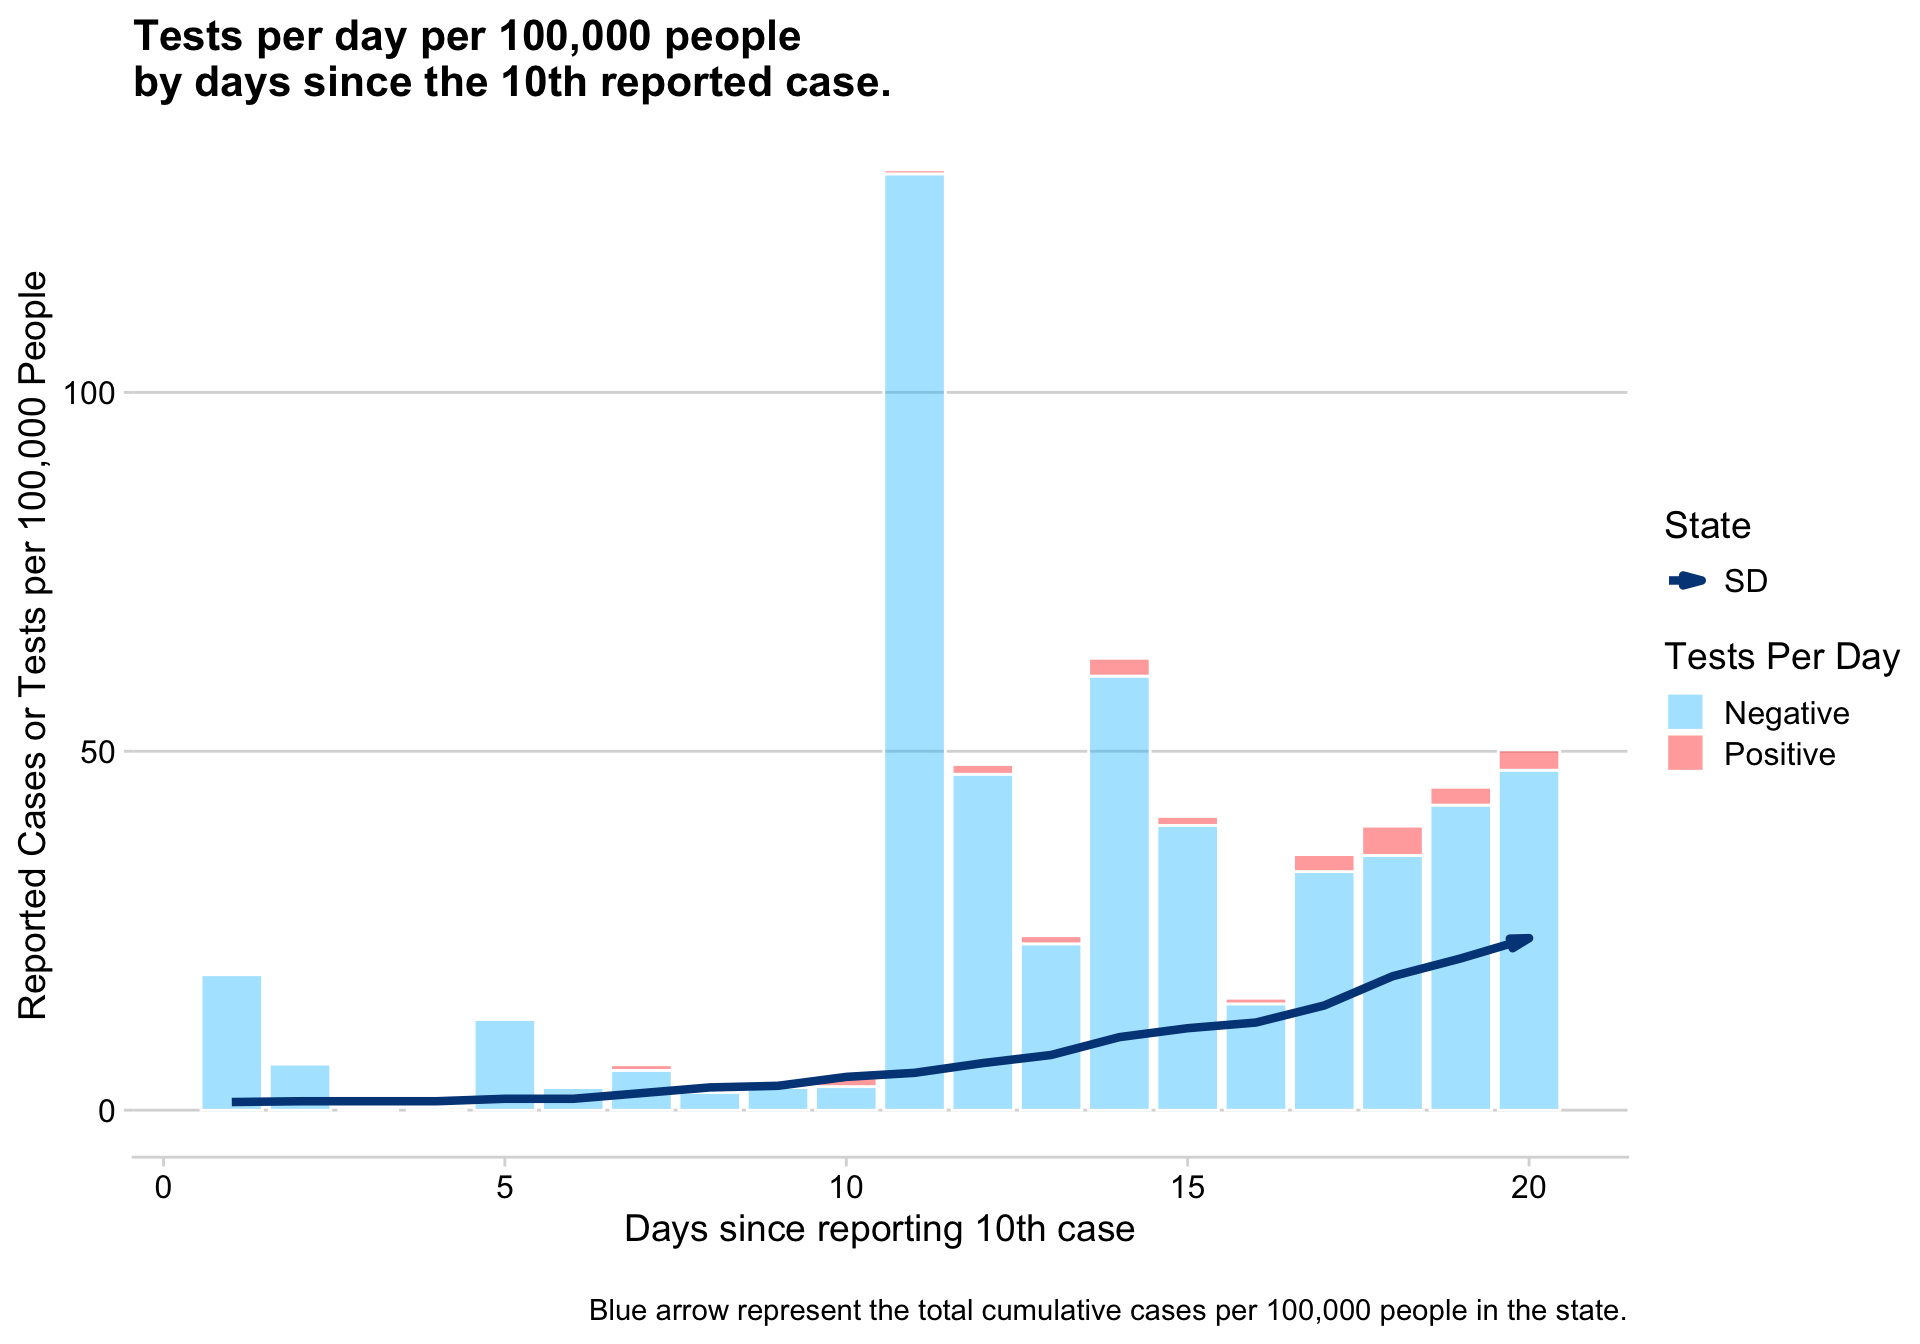 Tests per day per 100,000 people
by days since the 10th reported case.
Reported Cases or Tests per 100,000 People
100
50
0
0
5
10
15
20
Days since reporting 10th case
State
SD
Tests Per Day
Negative
Positive
Blue arrow represent the total cumulative cases per 100,000 people in the state.